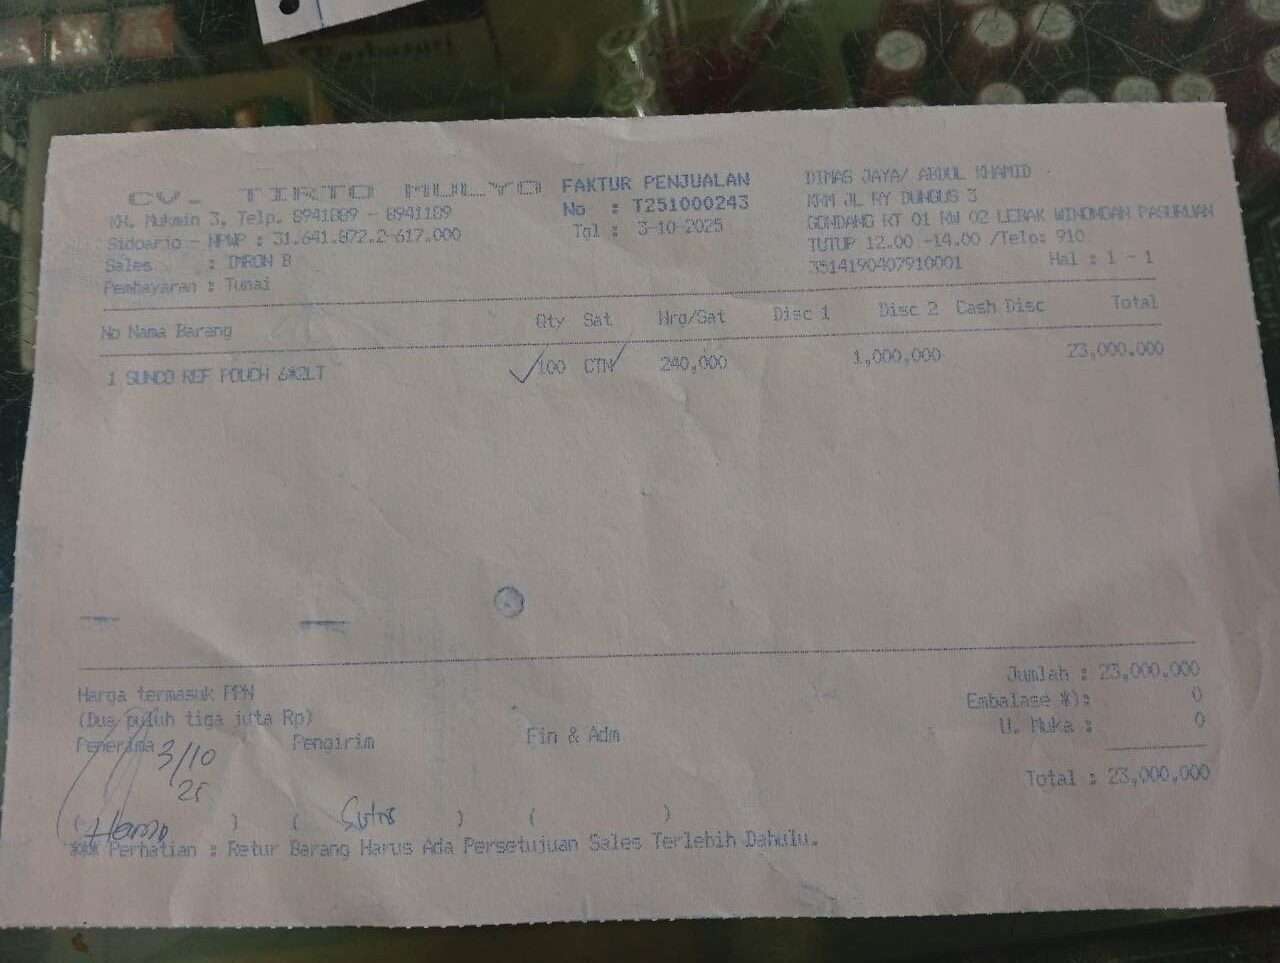 CV. TIRTO MULYO
KH. Mukmin 3, Telp. 8941889 - 8941189
Sidoarjo - NPWP : 31.641.872.2-617.000
Sales : IMRON B
Pembayaran : Tunai
FAKTUR PENJUALAN
No : T251000243
Tgl : 3-10-2025
DIMAS JAYA/ ABDUL KHAMID
KRM JL RY DUNGUS 3
GONDANG RT 01 RW 02 LEBAK WINONGAN PASURUAN
TUTUP 12.00 -14.00 /Telp: 910
3514190407910001 Hal : 1 - 1
No Nama Barang Qty Sat Hrg/Sat Disc 1 Disc 2 Cash Disc Total
1 SUNCO REF POUCH 6*2LT 100 CTN 240,000 1,000,000 23,000.000
Harga termasuk PPN
(Dua puluh tiga juta Rp)
Penerima Pengirim Fin & Adm
3/10
25
( ) ( ) ( )
Jumlah : 23,000.000
Embalase *): 0
U. Muka : 0
Total : 23,000,000
*** Perhatian : Retur Barang Harus Ada Persetujuan Sales Terlebih Dahulu.